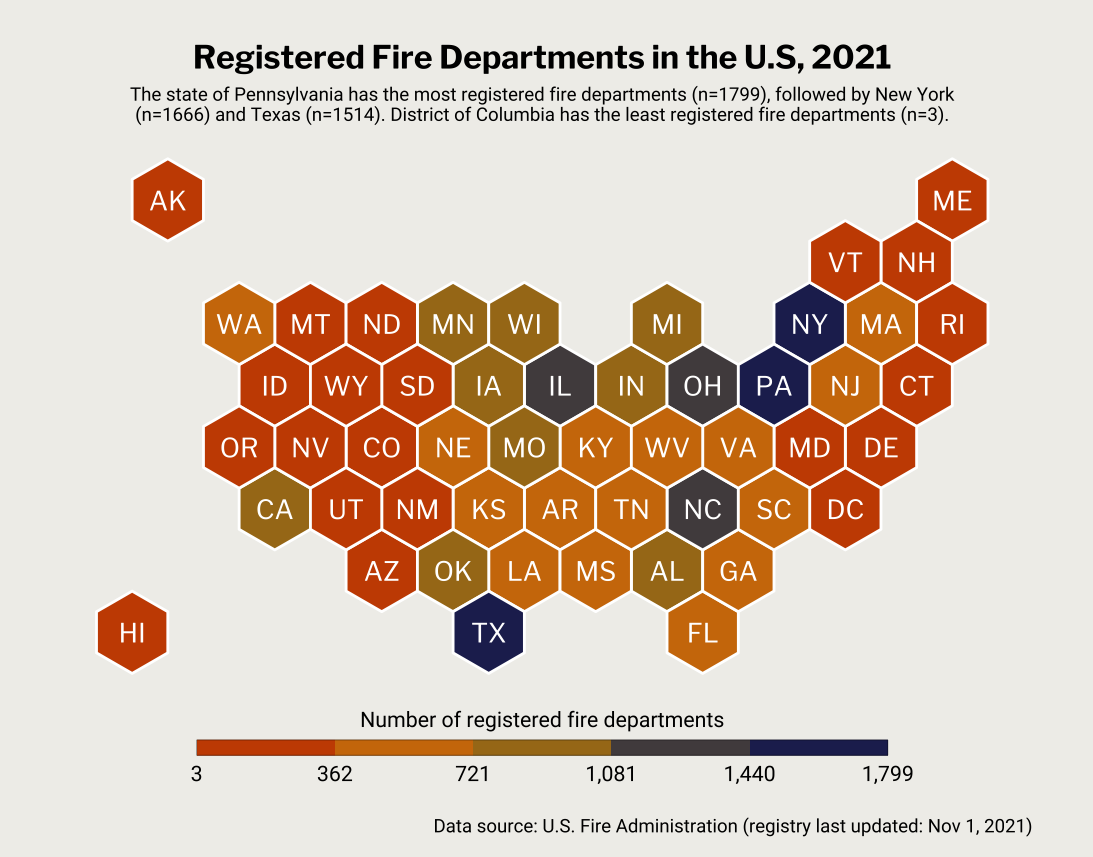 Registered Fire Departments in the U.S, 2021
The state of Pennsylvania has the most registered fire departments (n=1799), followed by New York
(n=1666) and Texas (n=1514). District of Columbia has the least registered fire departments (n=3).
AK ME
VT NH
WA MT ND MN WI MI NY MA RI
ID WY SD IA IL IN OH PA NJ CT
OR NV CO NE MO KY WV VA MD DE
CA UT NM KS AR TN NC SC DC
AZ OK LA MS AL GA
HI TX FL
Number of registered fire departments
3 362 721 1,081 1,440 1,799
Data source: U.S. Fire Administration (registry last updated: Nov 1, 2021)